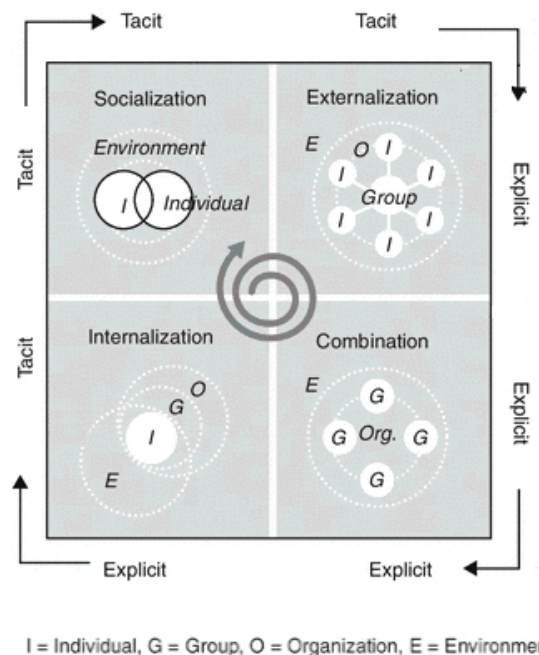 Tacit
Tacit
Tacit
Explicit
Socialization
Externalization
Environment
I
Individual
E
O
I
I
I
Group
I
I
I
Tacit
Explicit
Internalization
Combination
O
G
I
E
E
G
G
Org.
G
G
Explicit
Explicit
I = Individual, G = Group, O = Organization, E = Environme